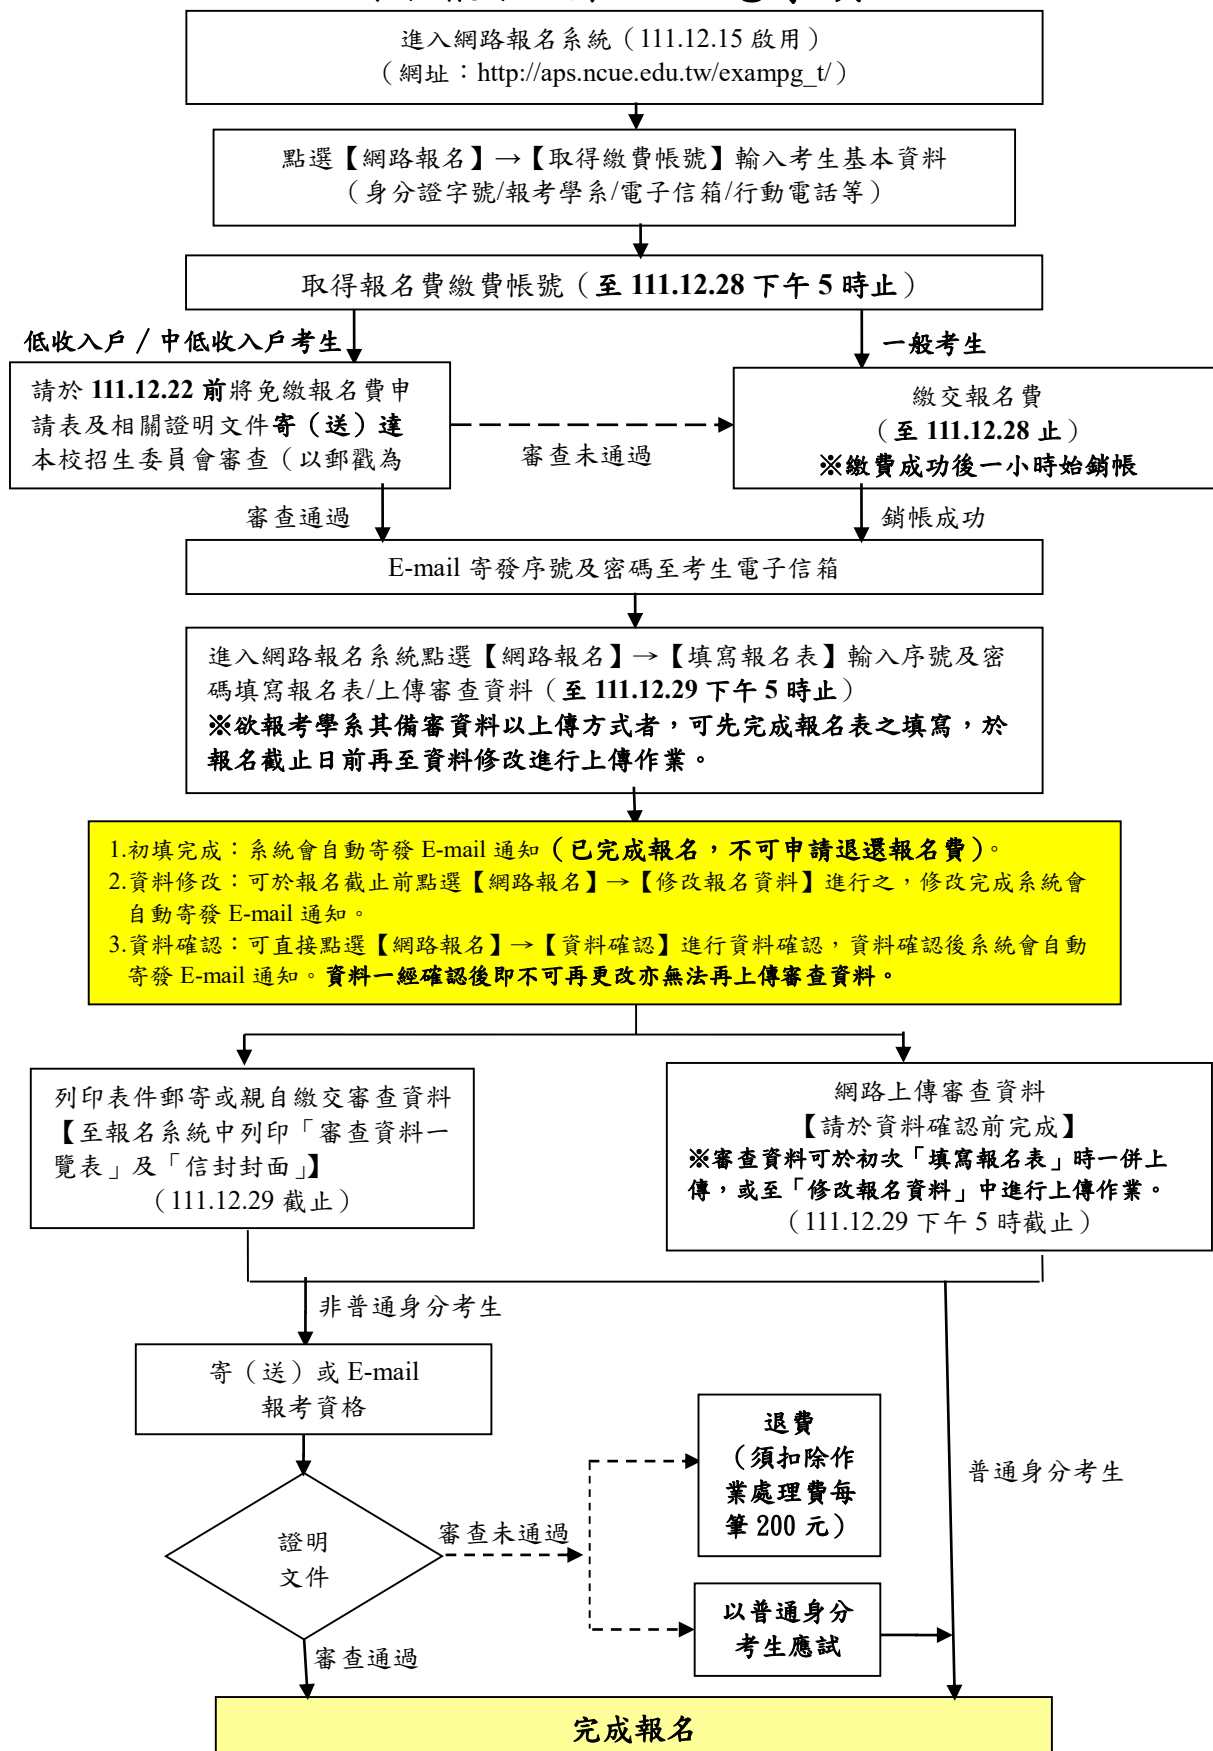 進入網路報名系統（111.12.15 啟用）
（網址：http://aps.ncue.edu.tw/exampg_t/）
點選【網路報名】→【取得繳費帳號】輸入考生基本資料
（身分證字號/報考學系/電子信箱/行動電話等）
取得報名費繳費帳號（至 111.12.28 下午 5 時止）
低收入戶／中低收入戶考生
一般考生
請於 111.12.22 前將免繳報名費申
請表及相關證明文件寄（送）達
本校招生委員會審查（以郵戳為
審查未通過
繳交報名費
（至 111.12.28 止）
※繳費成功後一小時始銷帳
審查通過
銷帳成功
E-mail 寄發序號及密碼至考生電子信箱
進入網路報名系統點選【網路報名】→【填寫報名表】輸入序號及密
碼填寫報名表/上傳審查資料（至 111.12.29 下午 5 時止）
※欲報考學系其備審資料以上傳方式者，可先完成報名表之填寫，於
報名截止日前再至資料修改進行上傳作業。
1.初填完成：系統會自動寄發 E-mail 通知（已完成報名，不可申請退還報名費）。
2.資料修改：可於報名截止前點選【網路報名】→【修改報名資料】進行之，修改完成系統會
自動寄發 E-mail 通知。
3.資料確認：可直接點選【網路報名】→【資料確認】進行資料確認，資料確認後系統會自動
寄發 E-mail 通知。資料一經確認後即不可再更改亦無法再上傳審查資料。
列印表件郵寄或親自繳交審查資料
【至報名系統中列印「審查資料一
覽表」及「信封封面」】
（111.12.29 截止）
網路上傳審查資料
【請於資料確認前完成】
※審查資料可於初次「填寫報名表」時一併上
傳，或至「修改報名資料」中進行上傳作業。
（111.12.29 下午 5 時截止）
非普通身分考生
寄（送）或 E-mail
報考資格
退費
（須扣除作
業處理費每
筆 200 元）
普通身分考生
證明
文件
審查未通過
以普通身分
考生應試
審查通過
完成報名